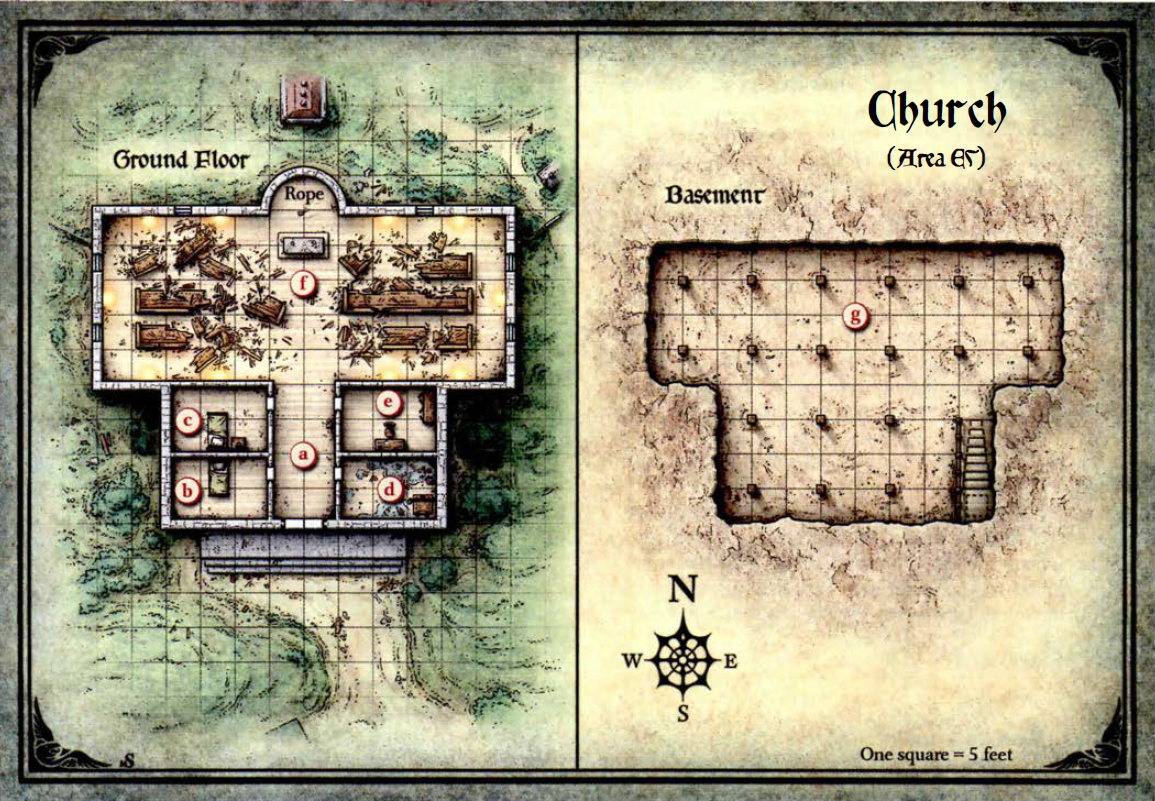 Church
(Area E5)
Ground Floor
Rope
f
c
e
a
b
d
Basement
g
N
W E
S
One square = 5 feet